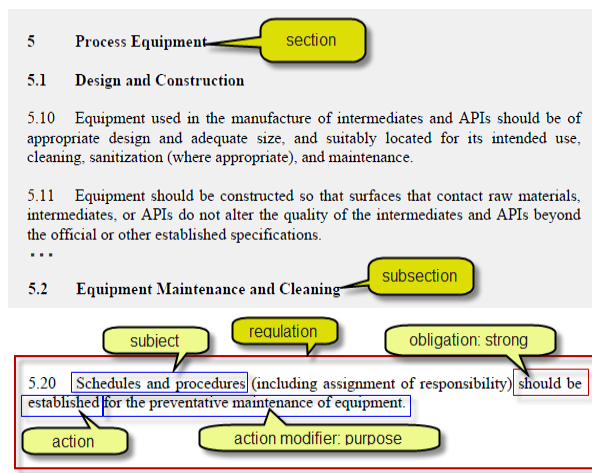 5 Process Equipment
section
5.1 Design and Construction
5.10 Equipment used in the manufacture of intermediates and APIs should be of
appropriate design and adequate size, and suitably located for its intended use,
cleaning, sanitization (where appropriate), and maintenance.
5.11 Equipment should be constructed so that surfaces that contact raw materials,
intermediates, or APIs do not alter the quality of the intermediates and APIs beyond
the official or other established specifications.
...
subsection
5.2 Equipment Maintenance and Cleaning
subject
regulation
obligation: strong
5.20 Schedules and procedures (including assignment of responsibility) should be
established for the preventative maintenance of equipment.
action
action modifier: purpose